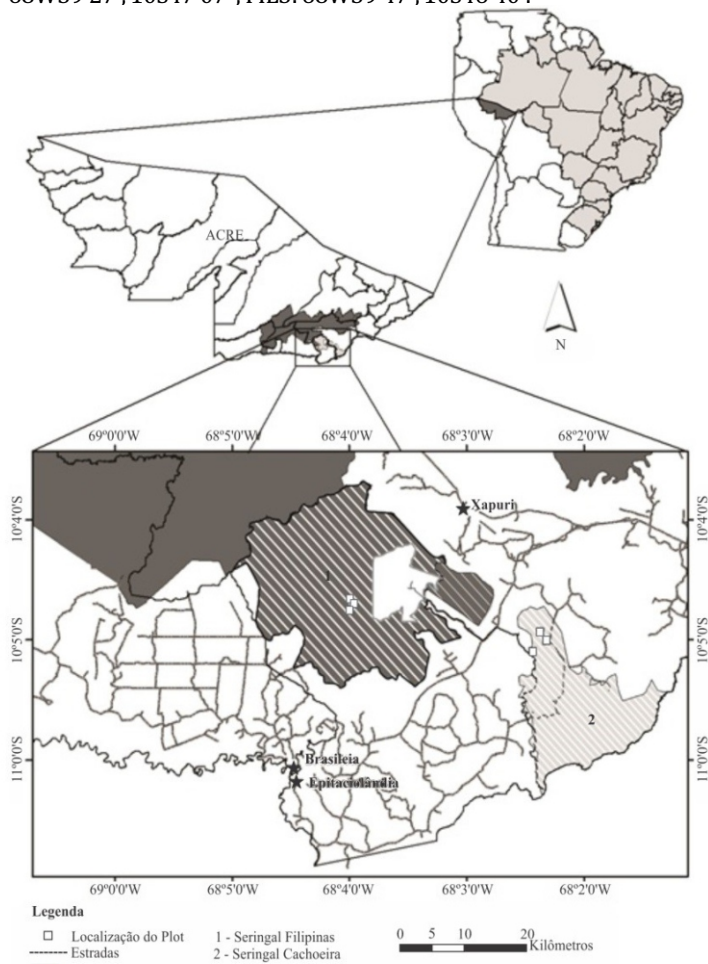 ACRE
N
69°0'0"W 68°50'0"W 68°4'0"W 68°3'0"W 68°2'0"W
10°4'0"S 10°4'0"S
Xapuri
1
10°5'0"S 10°5'0"S
2
11°0'0"S 11°0'0"S
Brasileia
Epitaciolândia
69°0'0"W 68°50'0"W 68°4'0"W 68°3'0"W 68°2'0"W
Legenda
Localização do Plot
Estradas
1 - Seringal Filipinas
2 - Seringal Cachoeira
0 5 10 20
Kilômetros